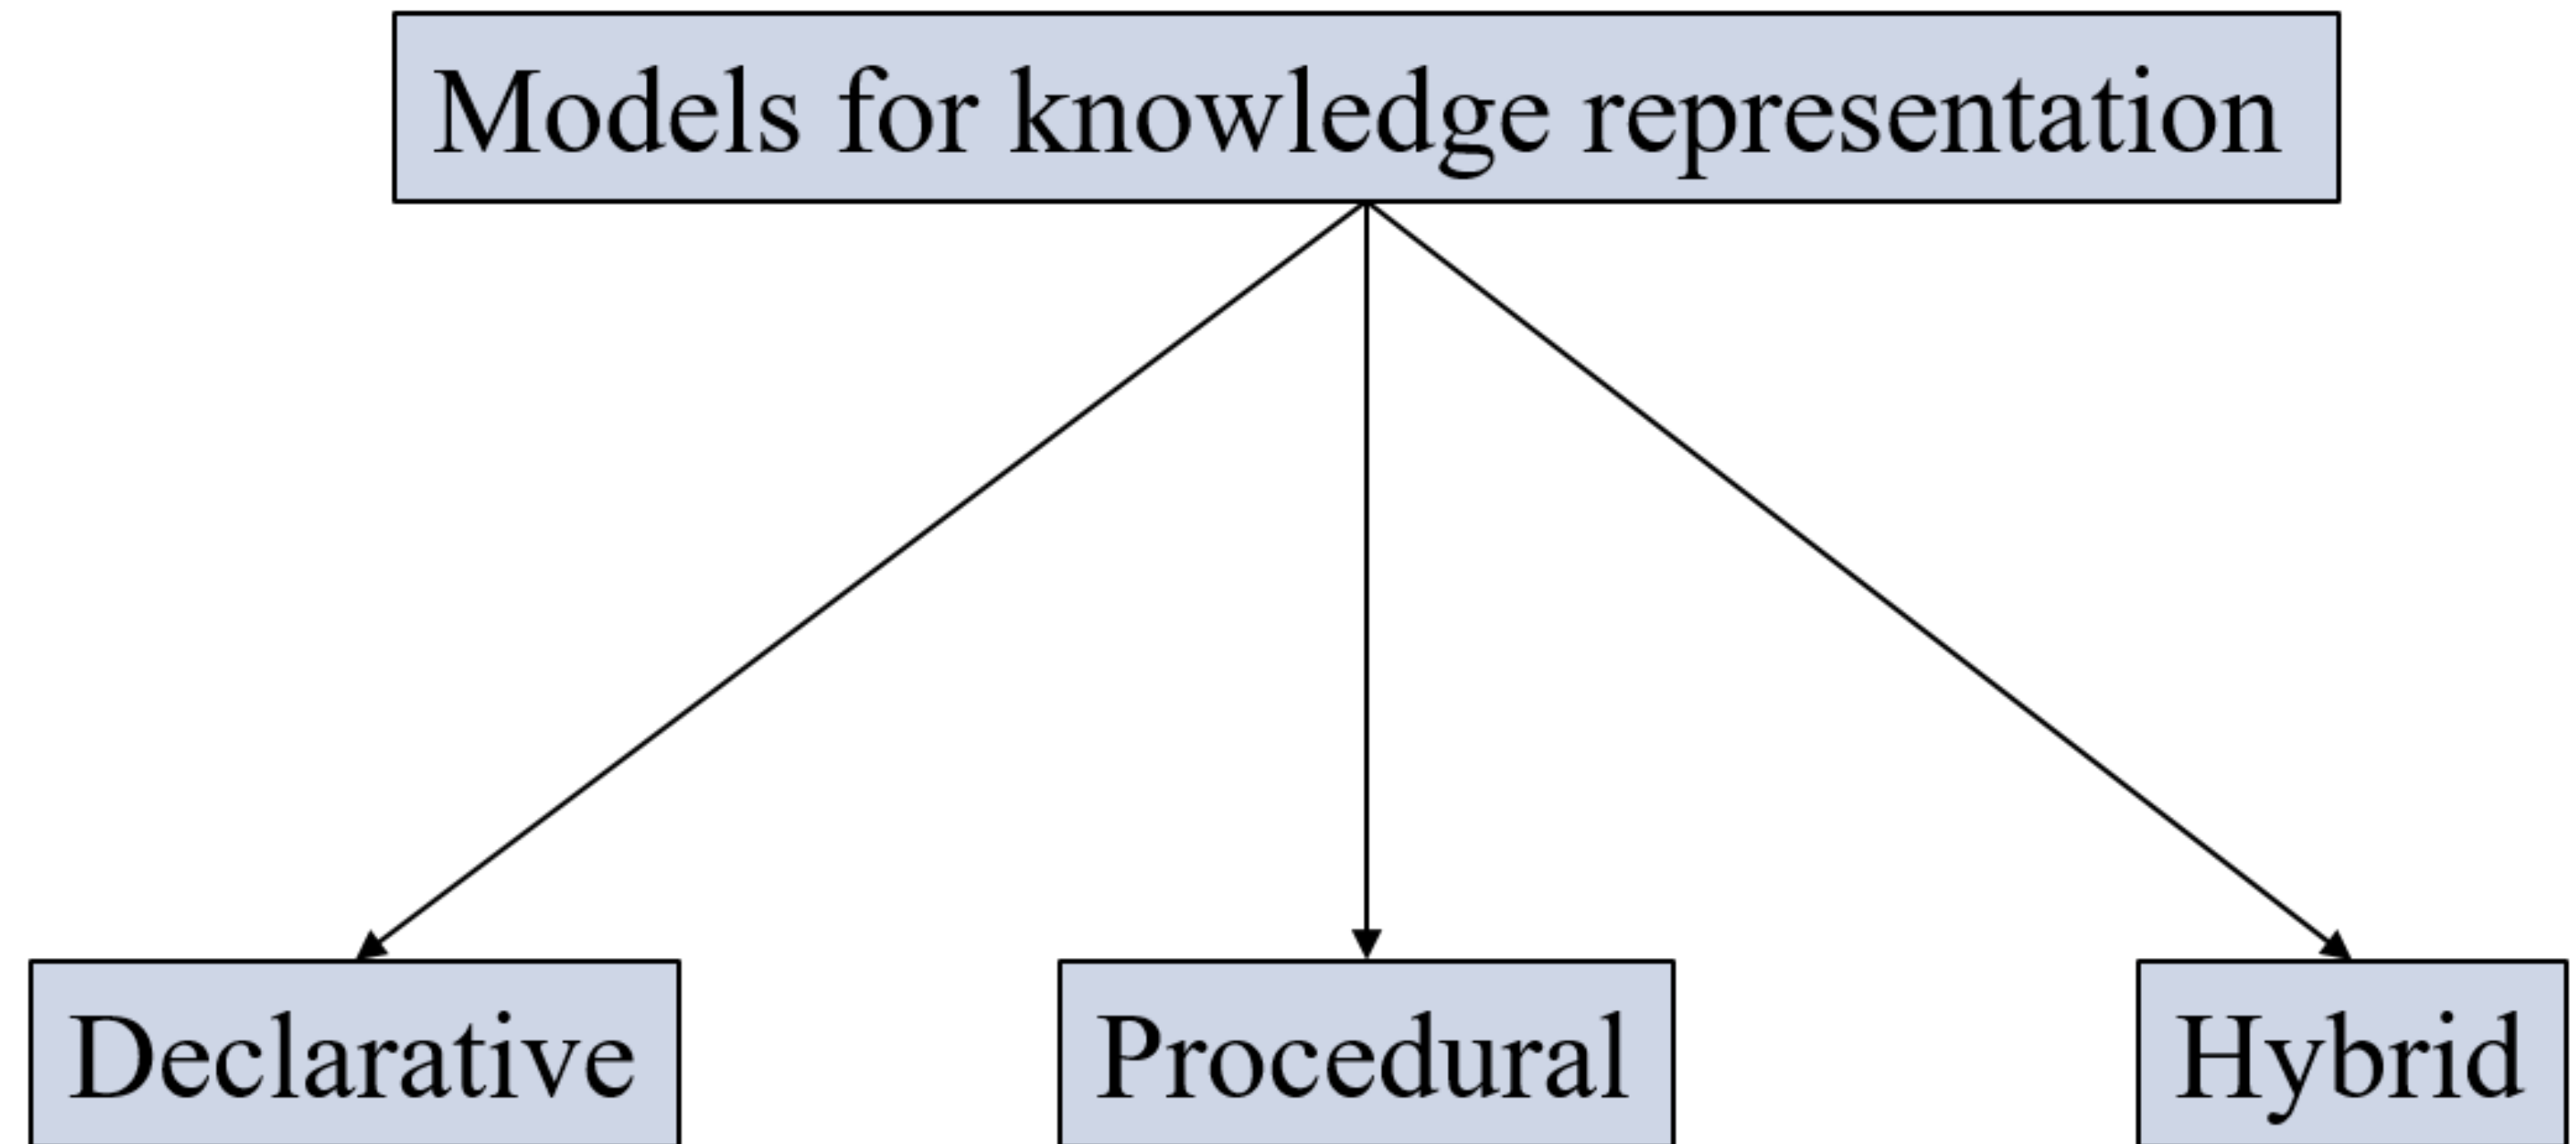 Models for knowledge representation
Declarative
Procedural
Hybrid